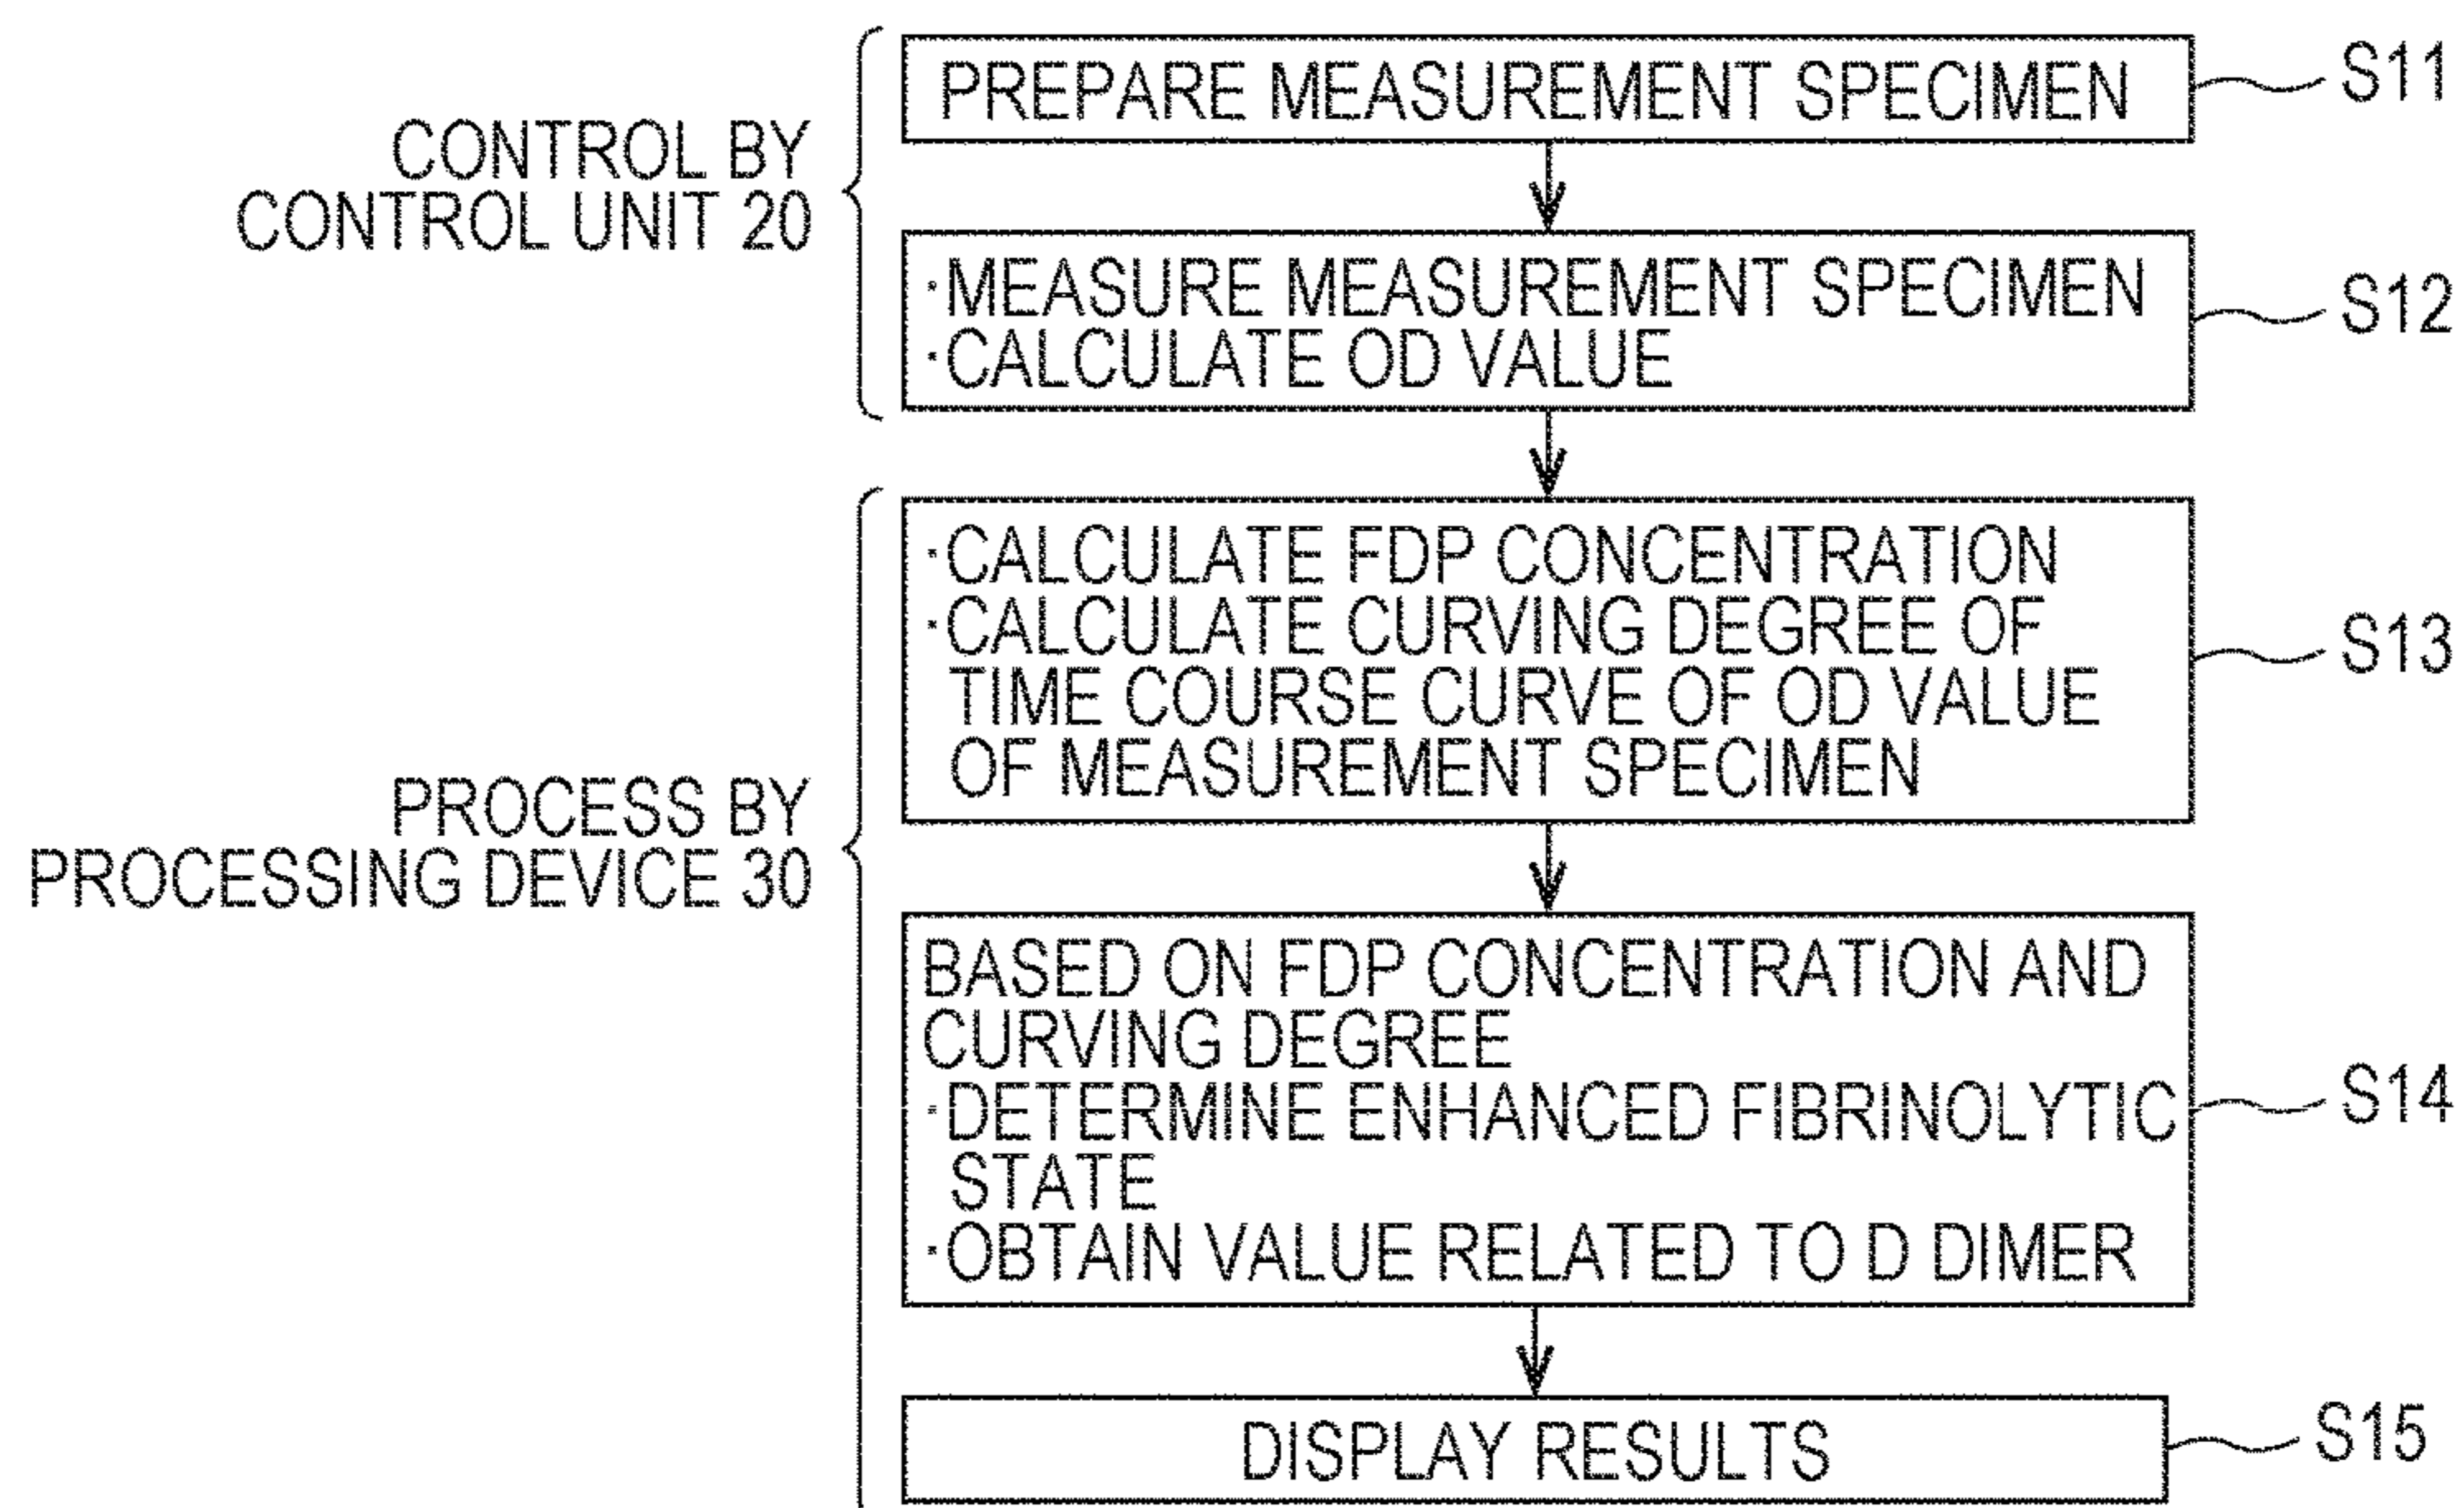 PREPARE MEASUREMENT SPECIMEN
S11
CONTROL BY
CONTROL UNIT 20
·MEASURE MEASUREMENT SPECIMEN
·CALCULATE OD VALUE
S12
·CALCULATE FDP CONCENTRATION
·CALCULATE CURVING DEGREE OF
TIME COURSE CURVE OF OD VALUE
OF MEASUREMENT SPECIMEN
S13
PROCESS BY
PROCESSING DEVICE 30
BASED ON FDP CONCENTRATION AND
CURVING DEGREE
·DETERMINE ENHANCED FIBRINOLYTIC
STATE
·OBTAIN VALUE RELATED TO D DIMER
S14
DISPLAY RESULTS
S15